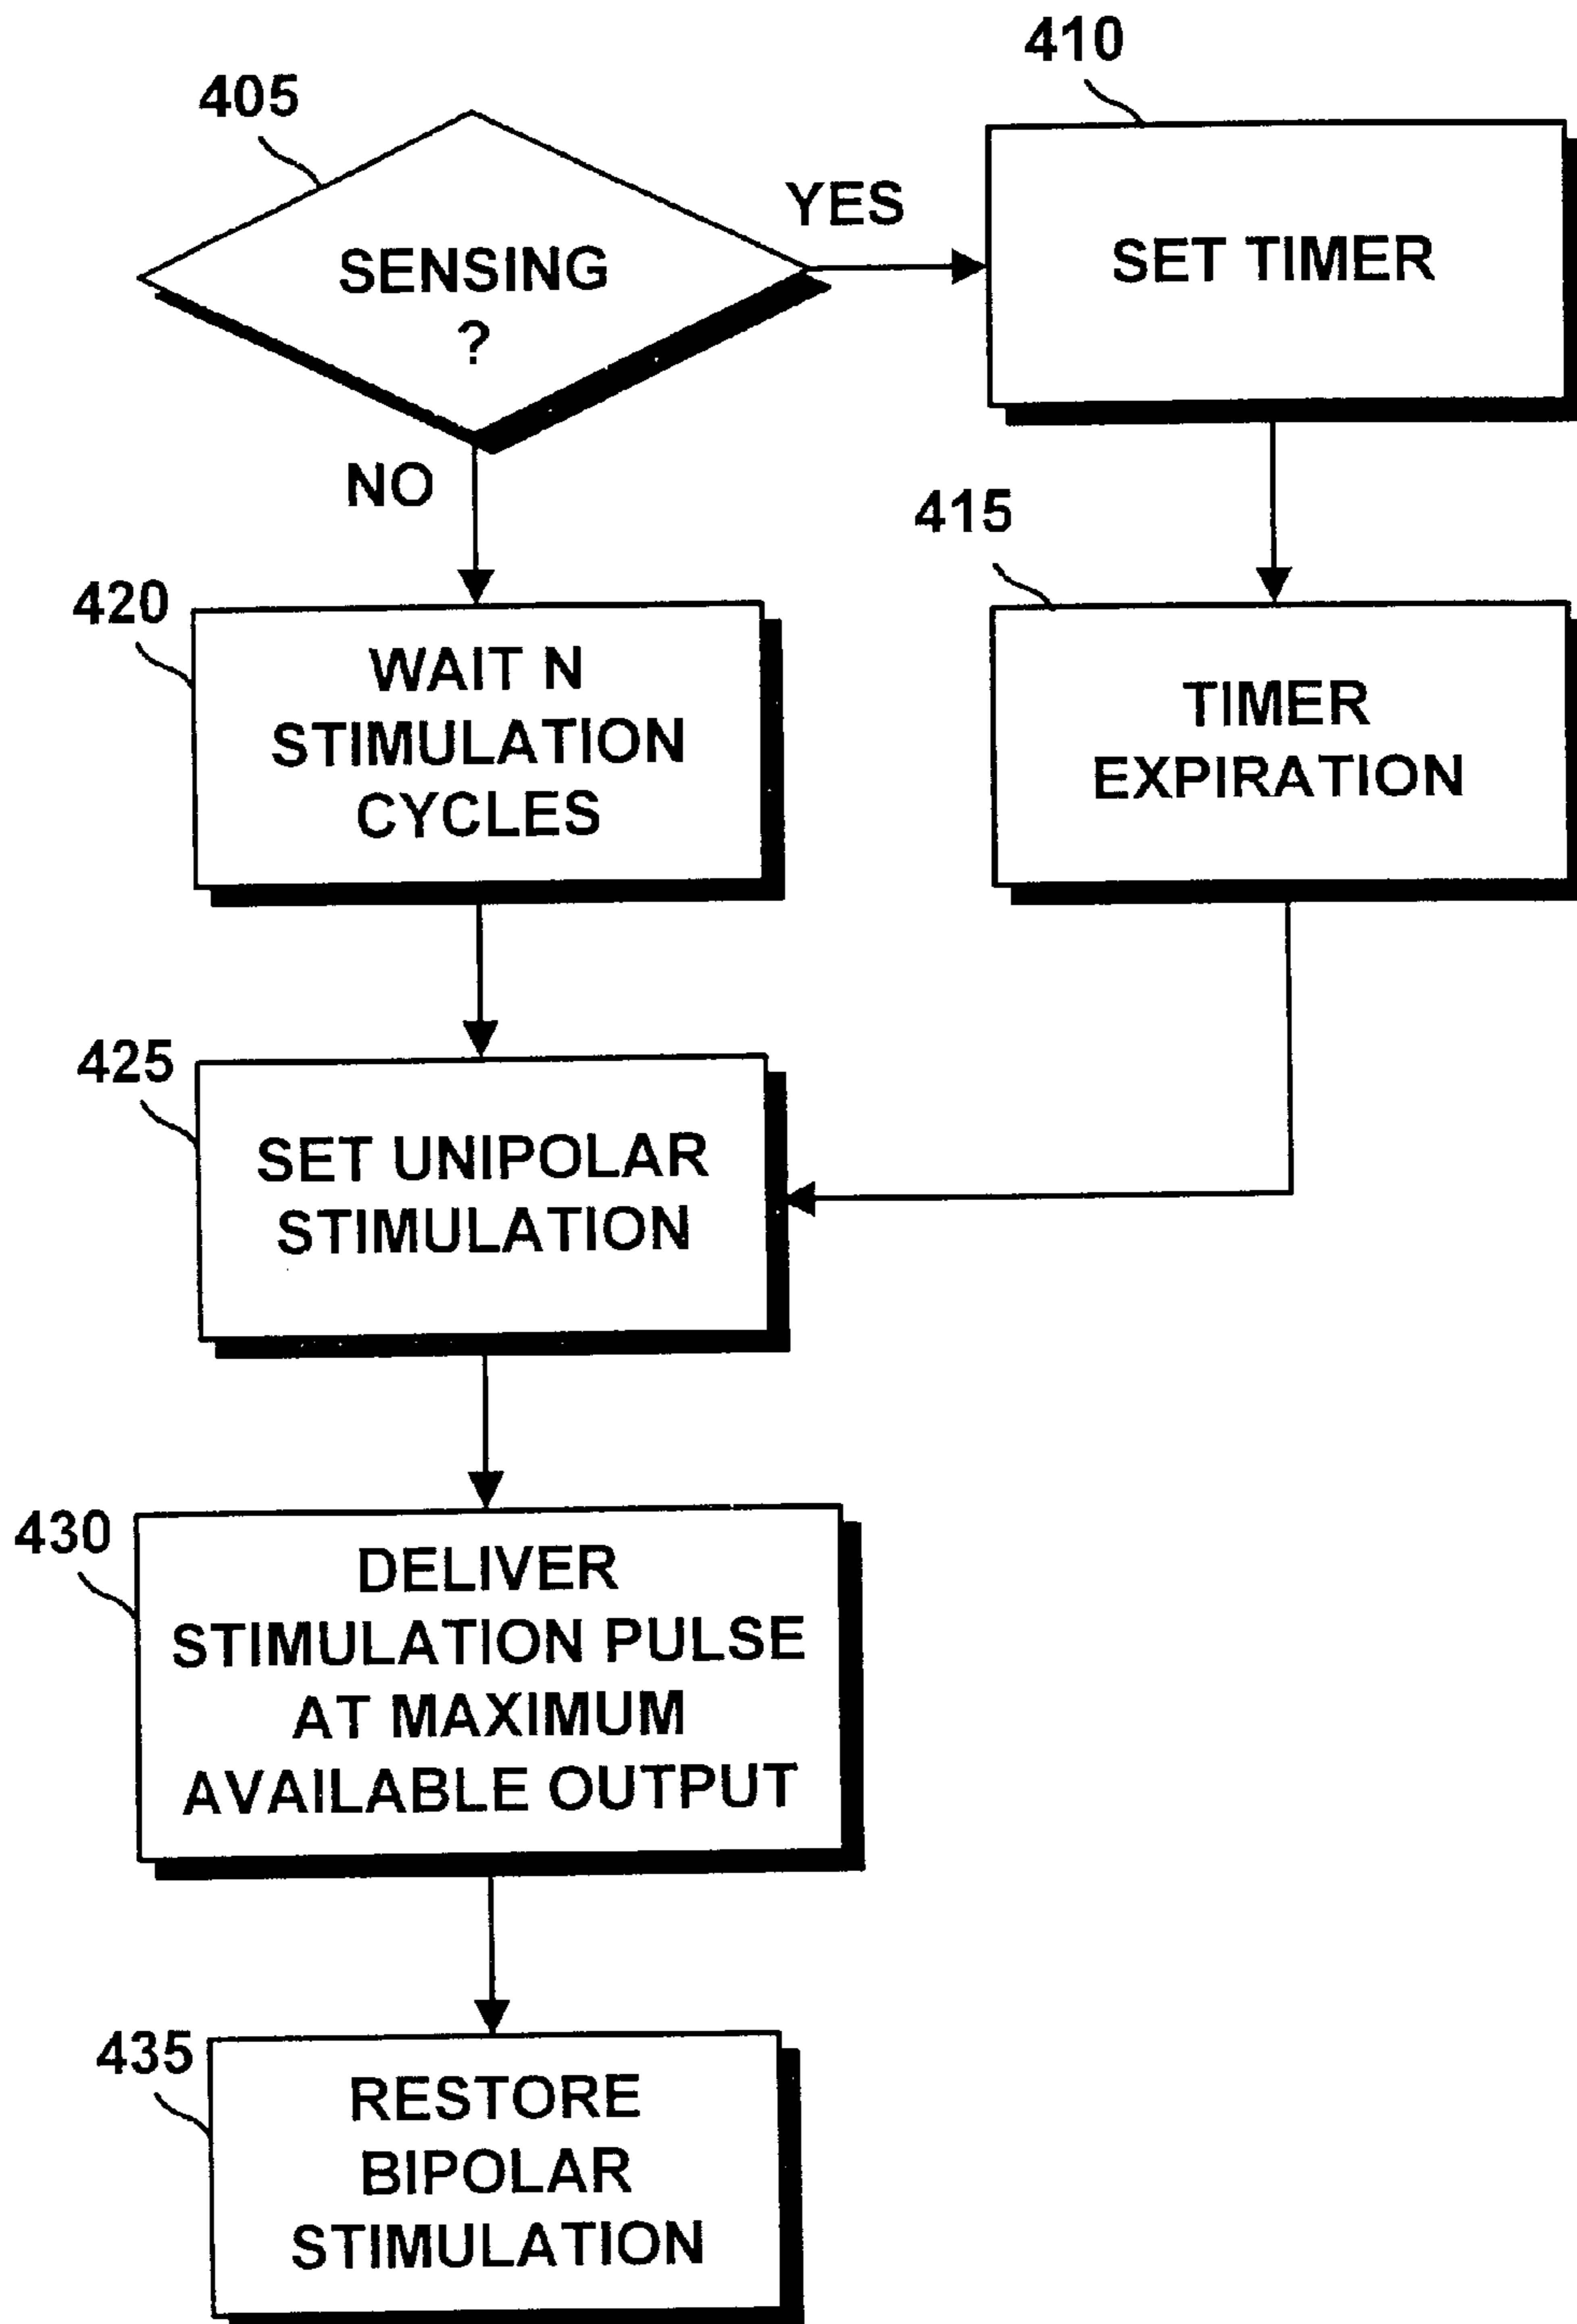 405
SENSING
?
YES
NO
410
SET TIMER
415
TIMER
EXPIRATION
420
WAIT N
STIMULATION
CYCLES
425
SET UNIPOLAR
STIMULATION
430
DELIVER
STIMULATION PULSE
AT MAXIMUM
AVAILABLE OUTPUT
435
RESTORE
BIPOLAR
STIMULATION